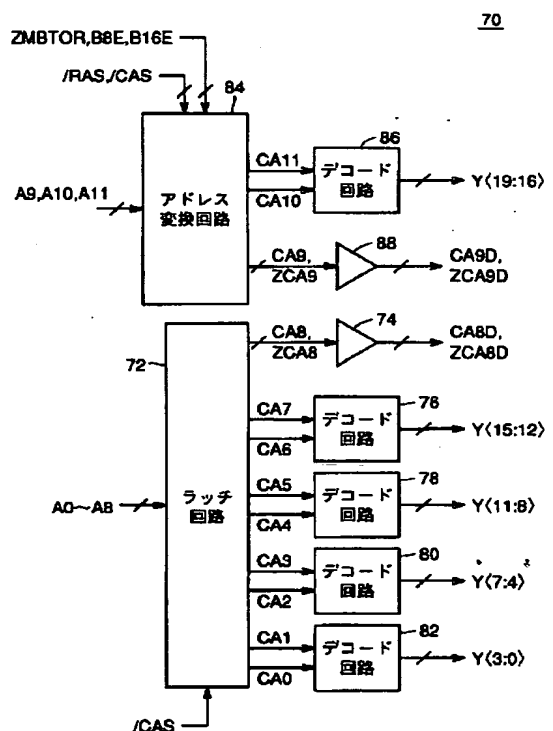 70
ZMBTOR,B8E,B16E
/RAS,/CAS
84
A9,A10,A11
アドレス
変換回路
CA11
CA10
86
デコード
回路
Y〈19:16〉
CA9,
ZCA9
88
CA9D,
ZCA9D
72
ラッチ
回路
A0〜A8
/CAS
CA8,
ZCA8
74
CA8D,
ZCA8D
CA7
CA6
76
デコード
回路
Y〈15:12〉
CA5
CA4
78
デコード
回路
Y〈11:8〉
CA3
CA2
80
デコード
回路
Y〈7:4〉
CA1
CA0
82
デコード
回路
Y〈3:0〉